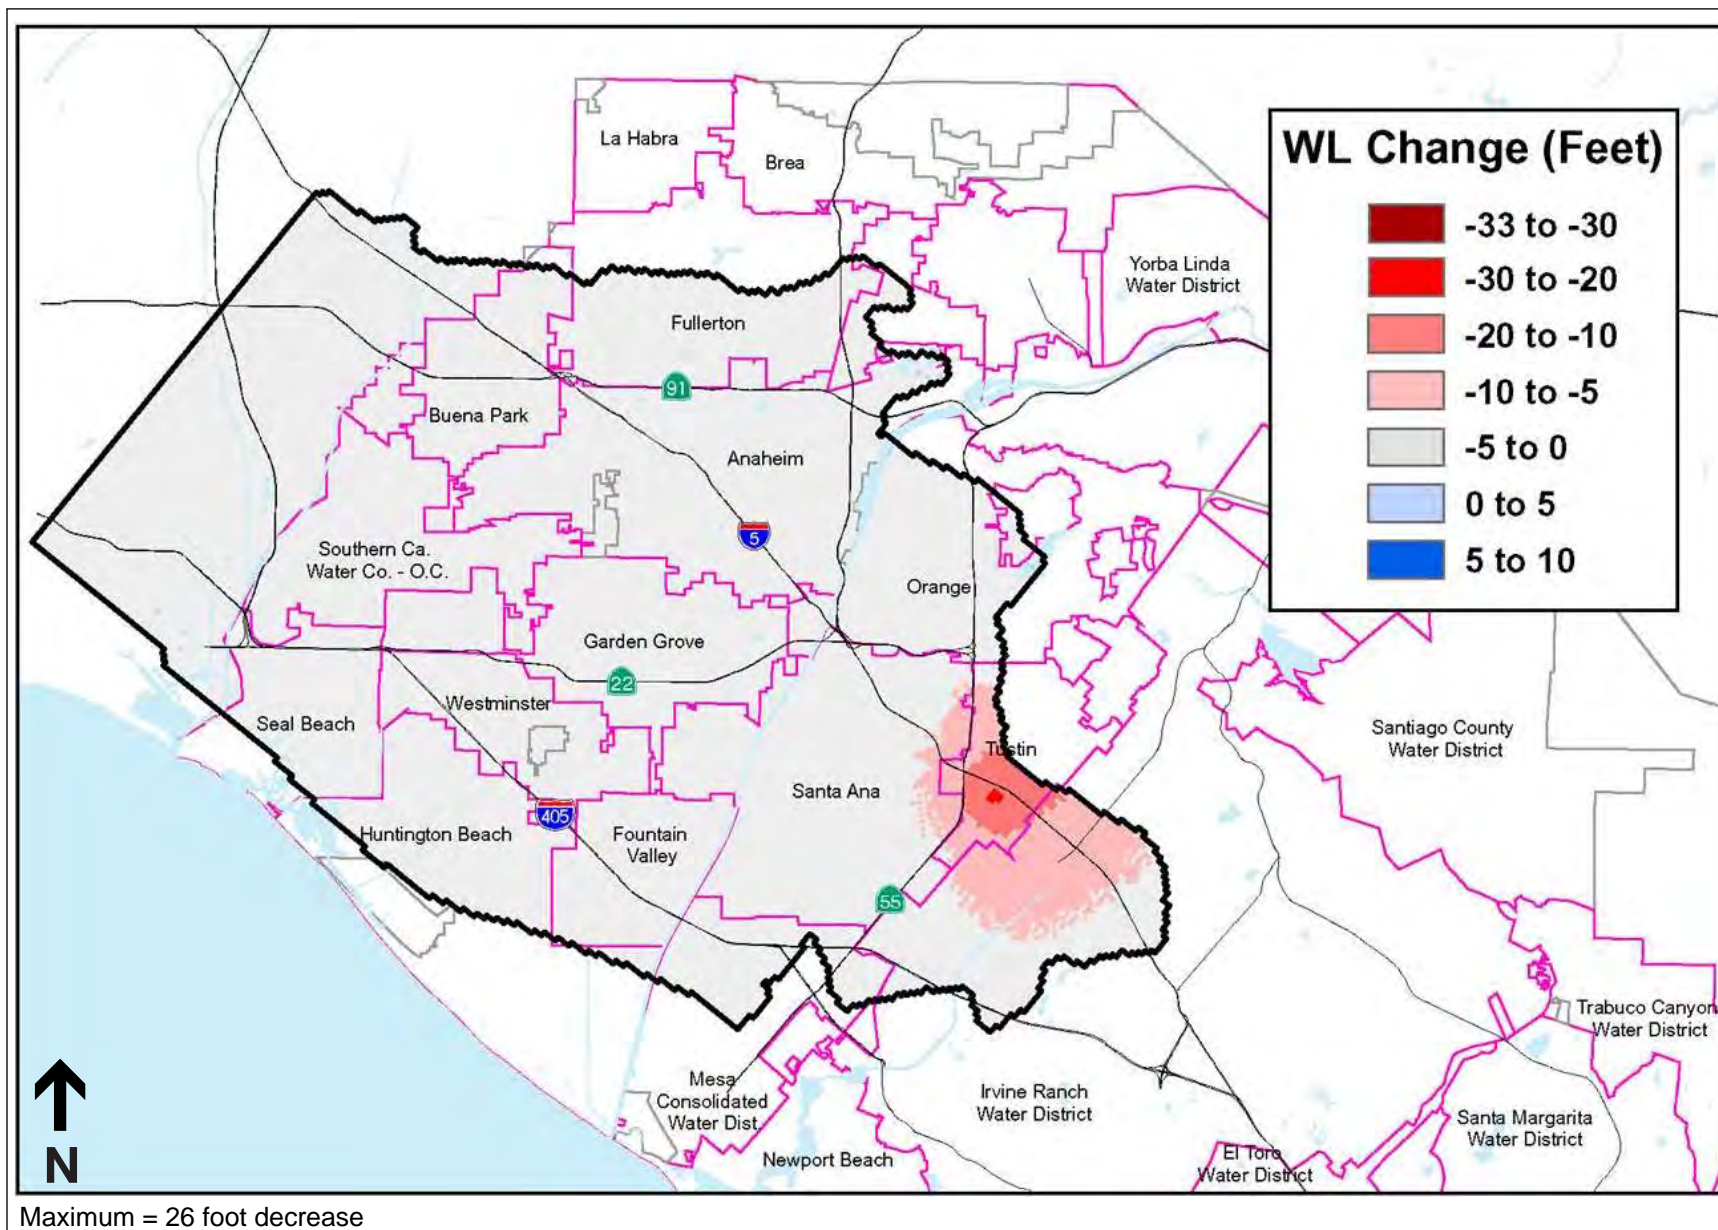 La Habra
Brea
WL Change (Feet)
-33 to -30
-30 to -20
-20 to -10
-10 to -5
-5 to 0
0 to 5
5 to 10
Yorba Linda
Water District
Fullerton
91
Buena Park
Anaheim
5
Southern Ca.
Water Co. - O.C.
Orange
Garden Grove
22
Westminster
Seal Beach
Tustin
Santiago County
Water District
Santa Ana
405
Huntington Beach
Fountain
Valley
55
Trabuco Canyon
Water District
Mesa
Consolidated
Water Dist.
Irvine Ranch
Water District
Santa Margarita
Water District
El Toro
Water District
Newport Beach
N
Maximum = 26 foot decrease